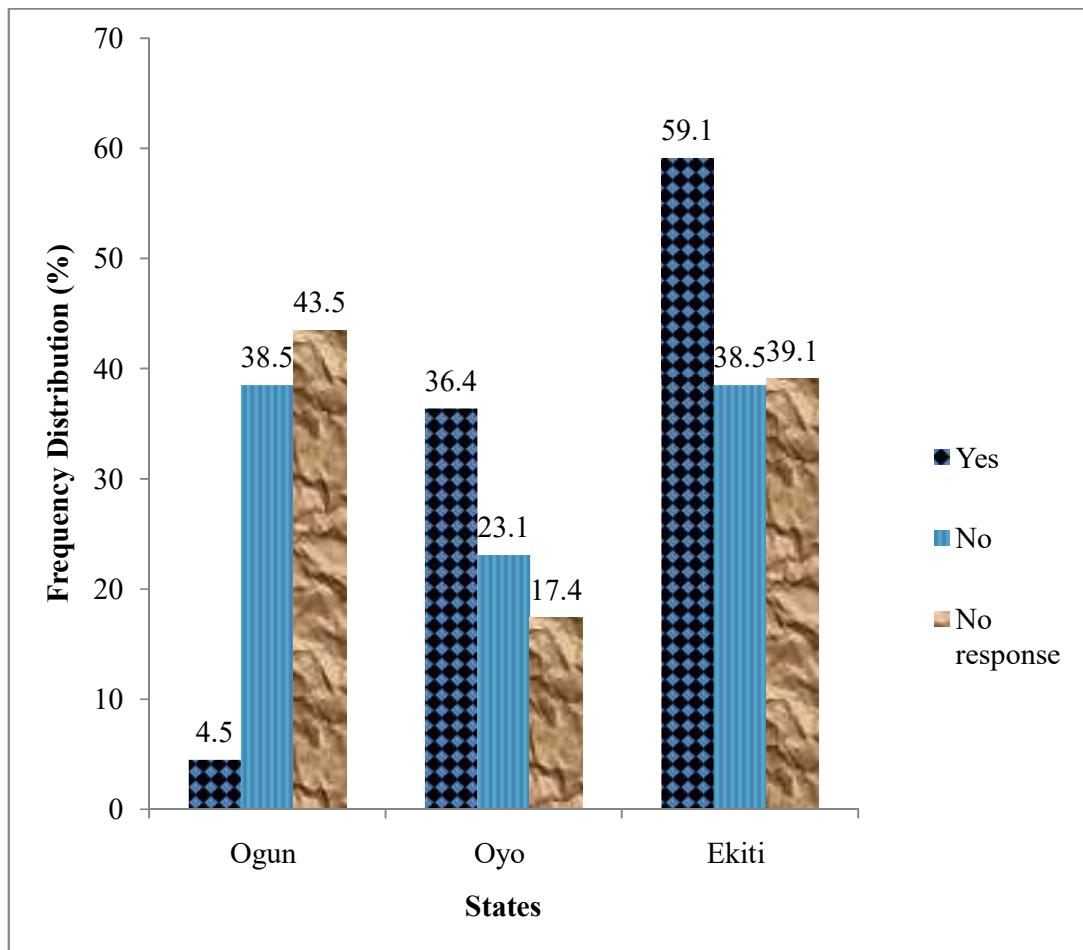 70
60
50
40
30
20
10
0
Frequency Distribution (%)
4.5
38.5
43.5
36.4
23.1
17.4
59.1
38.5
39.1
Ogun
Oyo
Ekiti
States
Yes
No
No
response